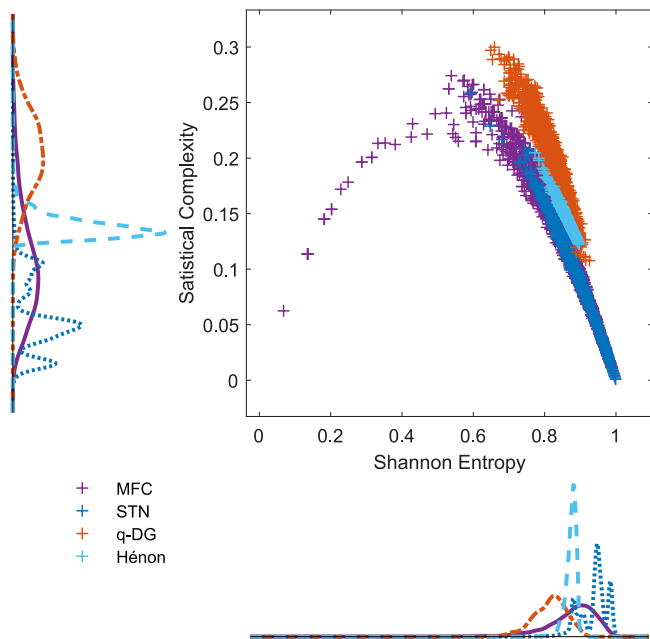 0.3
0.25
0.2
0.15
0.1
0.05
0
Satistical Complexity
0 0.2 0.4 0.6 0.8 1
Shannon Entropy
MFC
STN
q-DG
Hénon